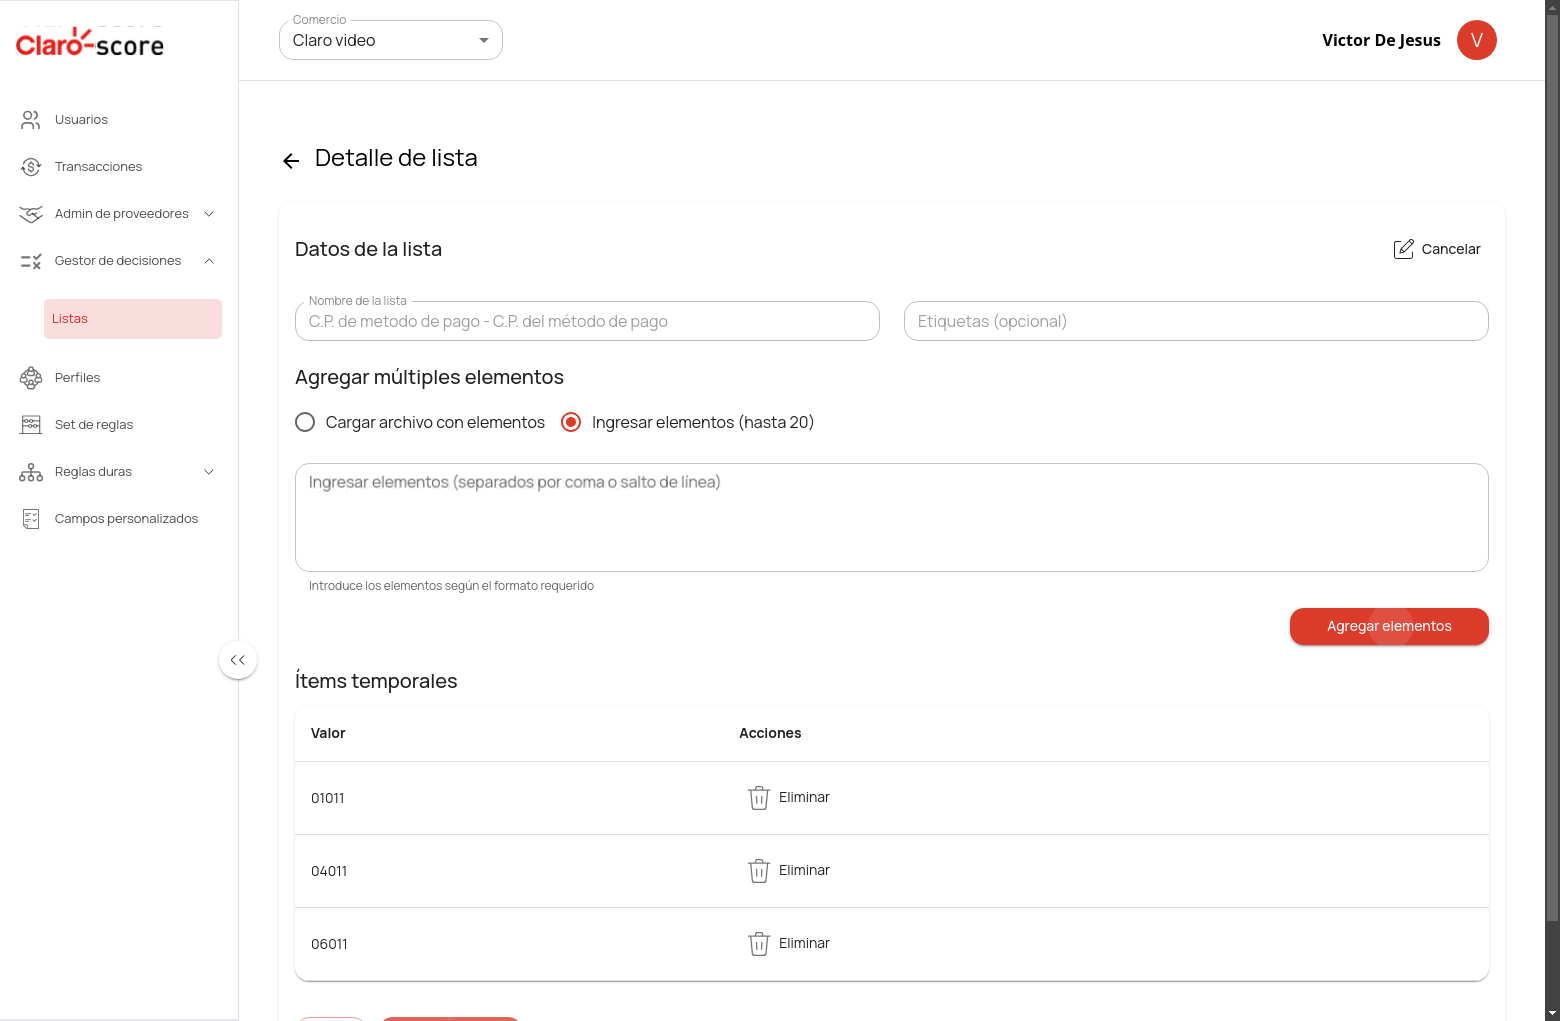 Claro-score
Comercio
Claro video
Victor De Jesus
V
Usuarios
Transacciones
Admin de proveedores
Gestor de decisiones
Listas
Perfiles
Set de reglas
Reglas duras
Campos personalizados
Detalle de lista
Datos de la lista
Cancelar
Nombre de la lista
C.P. de metodo de pago - C.P. del método de pago
Etiquetas (opcional)
Agregar múltiples elementos
Cargar archivo con elementos
Ingresar elementos (hasta 20)
Ingresar elementos (separados por coma o salto de línea)
Introduce los elementos según el formato requerido
Agregar elementos
Ítems temporales
Valor
Acciones
01011
Eliminar
04011
Eliminar
06011
Eliminar